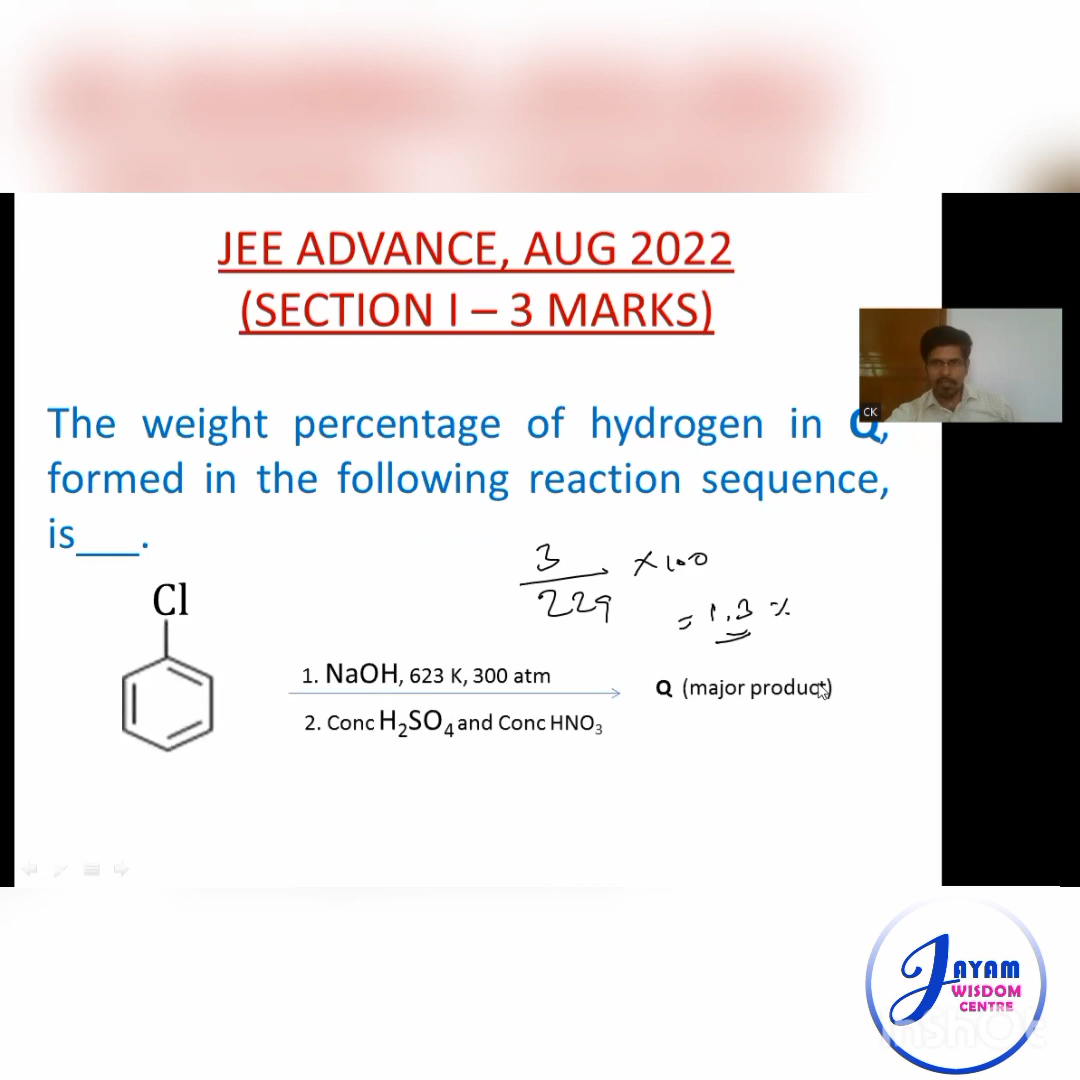 JEE ADVANCE, AUG 2022
(SECTION I – 3 MARKS)
CK
The weight percentage of hydrogen in Q,
formed in the following reaction sequence,
is___.
3
——— ×100
229
= 1.3 %
Cl
1. NaOH, 623 K, 300 atm
Q (major product)
2. Conc H₂SO₄ and Conc HNO₃
JAYAM
WISDOM
CENTRE